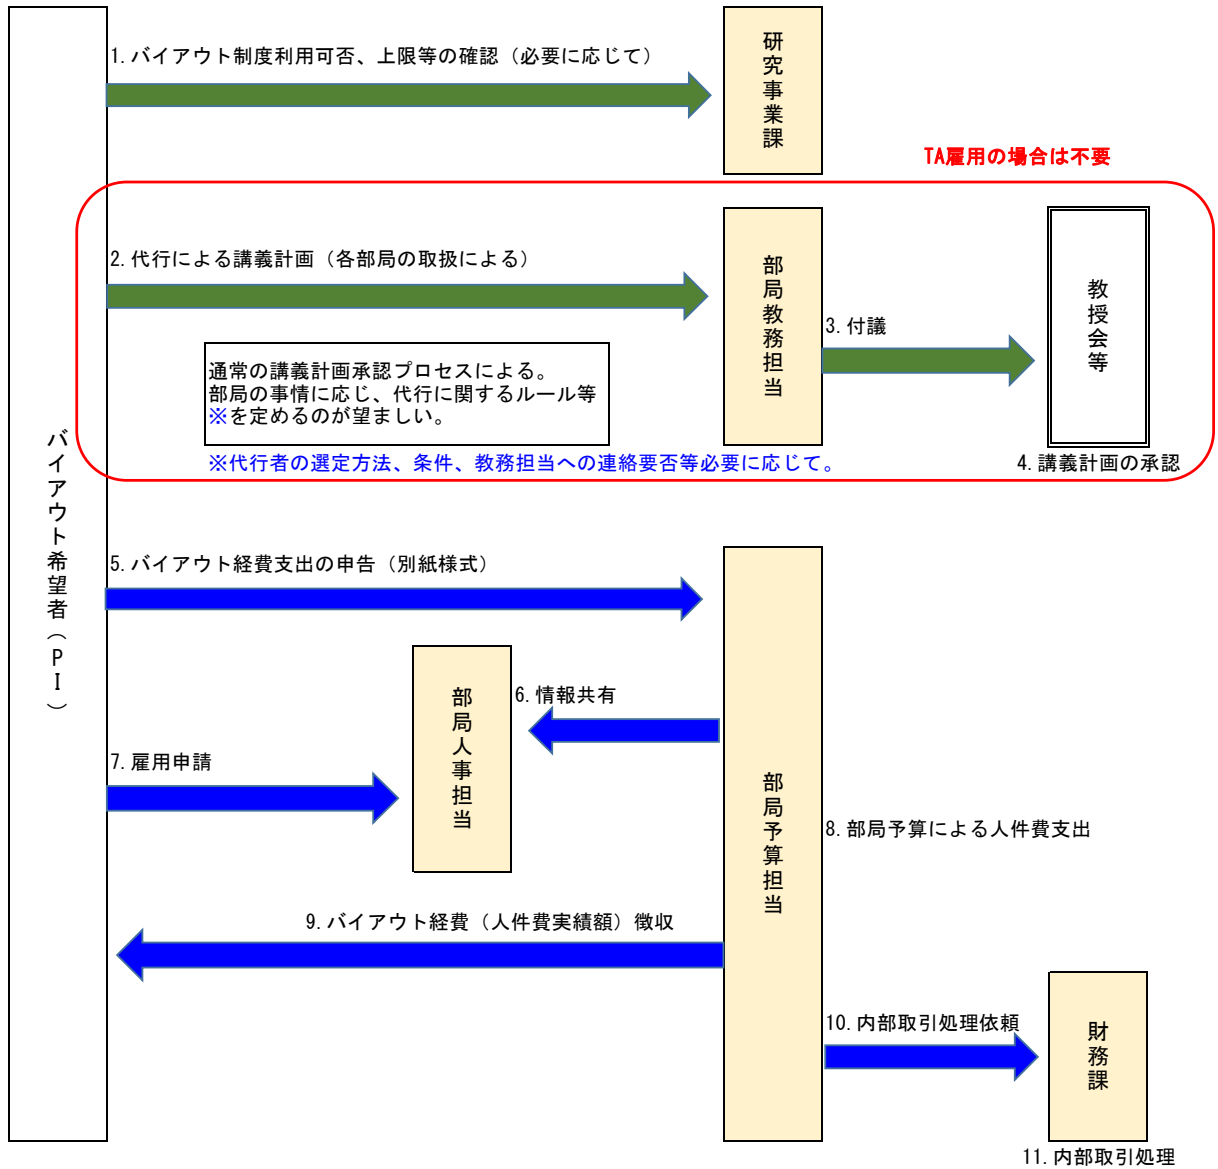 1.バイアウト制度利用可否、上限等の確認（必要に応じて）
研究事業課
TA雇用の場合は不要
2.代行による講義計画（各部局の取扱による）
部局教務担当
3.付議
教授会等
通常の講義計画承認プロセスによる。
部局の事情に応じ、代行に関するルール等
※を定めるのが望ましい。
※代行者の選定方法、条件、教務担当への連絡要否等必要に応じて。
4.講義計画の承認
バイアウト希望者（PI）
5.バイアウト経費支出の申告（別紙様式）
部局人事担当
6.情報共有
7.雇用申請
部局予算担当
8.部局予算による人件費支出
9.バイアウト経費（人件費実績額）徴収
10.内部取引処理依頼
財務課
11.内部取引処理